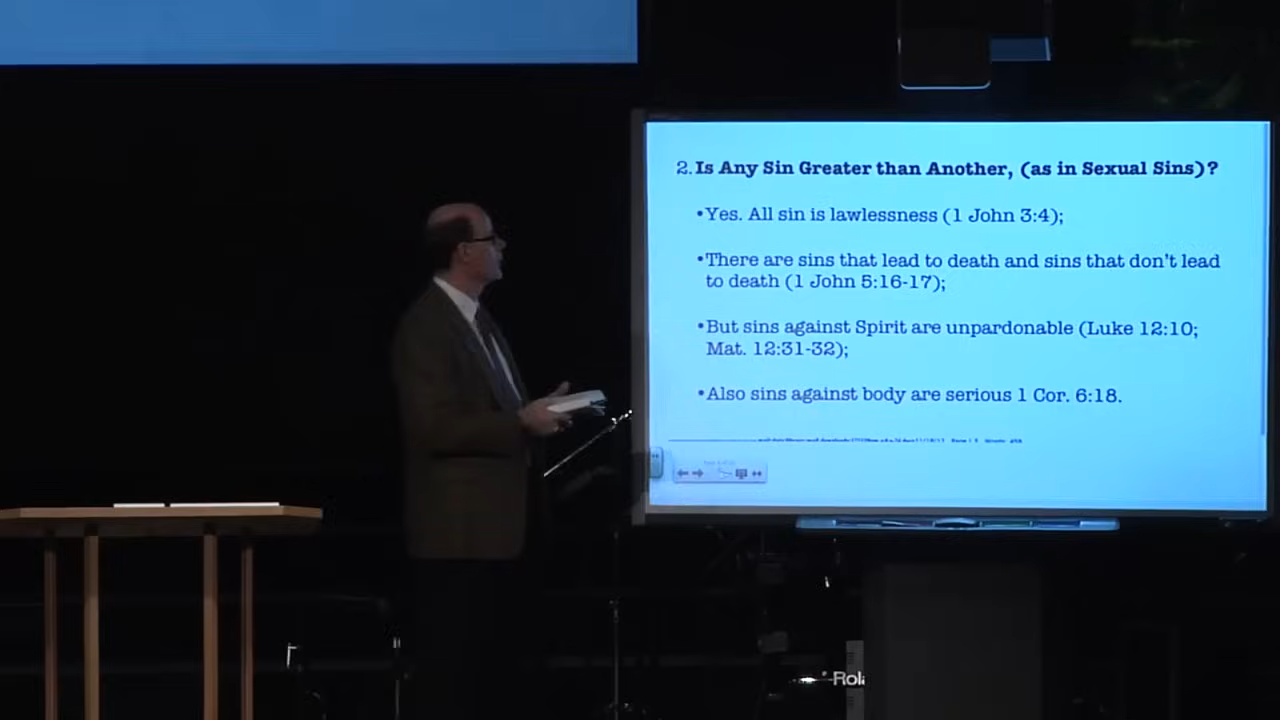 2. Is Any Sin Greater than Another, (as in Sexual Sins)?
•Yes. All sin is lawlessness (1 John 3:4);
•There are sins that lead to death and sins that don't lead
to death (1 John 5:16-17);
•But sins against Spirit are unpardonable (Luke 12:10;
Mat. 12:31-32);
•Also sins against body are serious 1 Cor. 6:18.
Rola